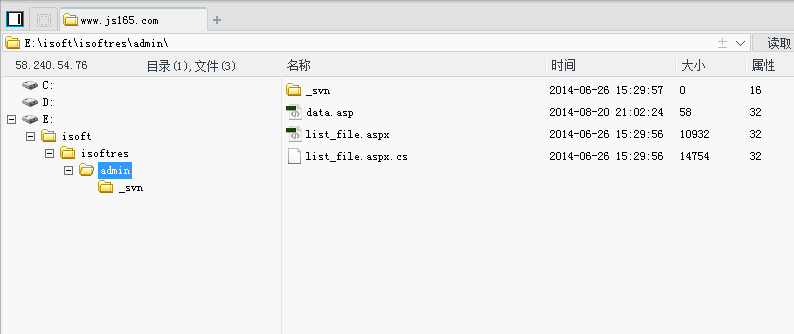 www.js165.com
E:\isoft\isoftres\admin\ 读取
58.240.54.76 目录(1),文件(3) 名称 时间 大小 属性
C:
D:
E:
isoft
isoftres
admin
_svn
_svn 2014-06-26 15:29:57 0 16
data.asp 2014-08-20 21:02:24 58 32
list_file.aspx 2014-06-26 15:29:56 10932 32
list_file.aspx.cs 2014-06-26 15:29:56 14754 32